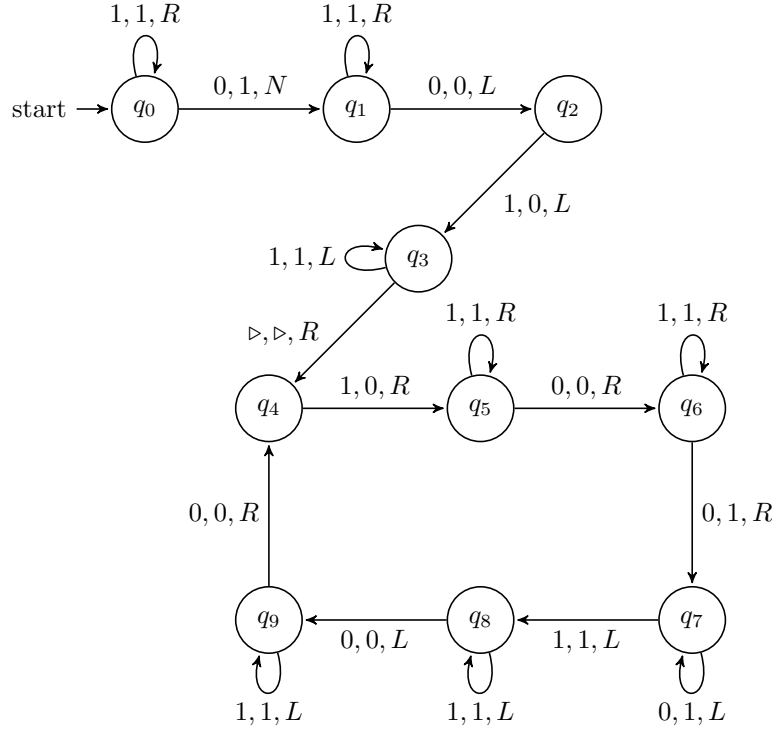 1, 1, R 1, 1, R
start q0 0, 1, N q1 0, 0, L q2
1, 0, L
1, 1, L q3
▷, ▷, R 1, 1, R 1, 1, R
q4 1, 0, R q5 0, 0, R q6
0, 0, R 0, 1, R
q9 0, 0, L q8 1, 1, L q7
1, 1, L 1, 1, L 0, 1, L